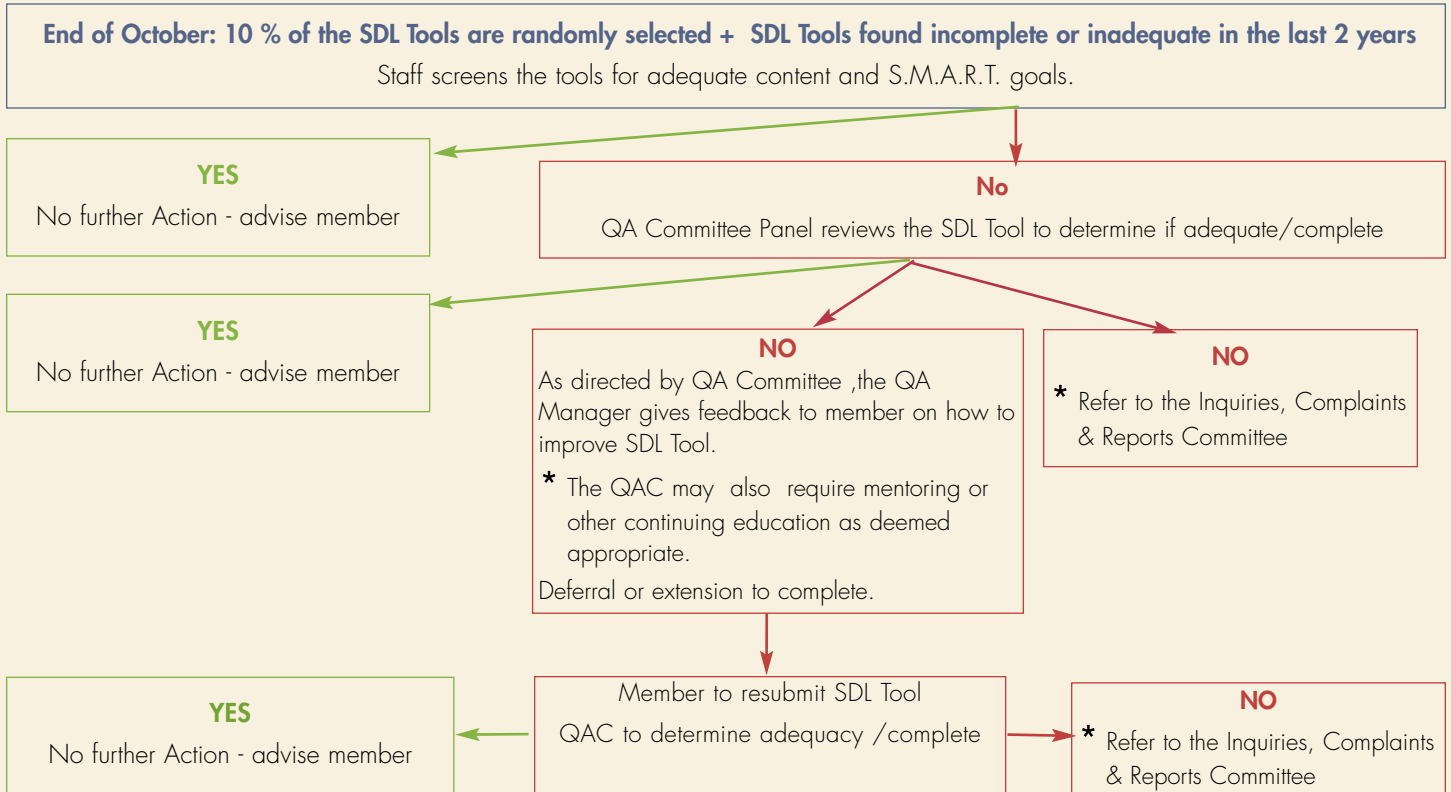 End of October: 10 % of the SDL Tools are randomly selected + SDL Tools found incomplete or inadequate in the last 2 years
Staff screens the tools for adequate content and S.M.A.R.T. goals.
YES
No further Action - advise member
No
QA Committee Panel reviews the SDL Tool to determine if adequate/complete
YES
No further Action - advise member
NO
As directed by QA Committee ,the QA
Manager gives feedback to member on how to
improve SDL Tool.
* The QAC may also require mentoring or
other continuing education as deemed
appropriate.
Deferral or extension to complete.
NO
* Refer to the Inquiries, Complaints
& Reports Committee
YES
No further Action - advise member
Member to resubmit SDL Tool
QAC to determine adequacy /complete
NO
* Refer to the Inquiries, Complaints
& Reports Committee